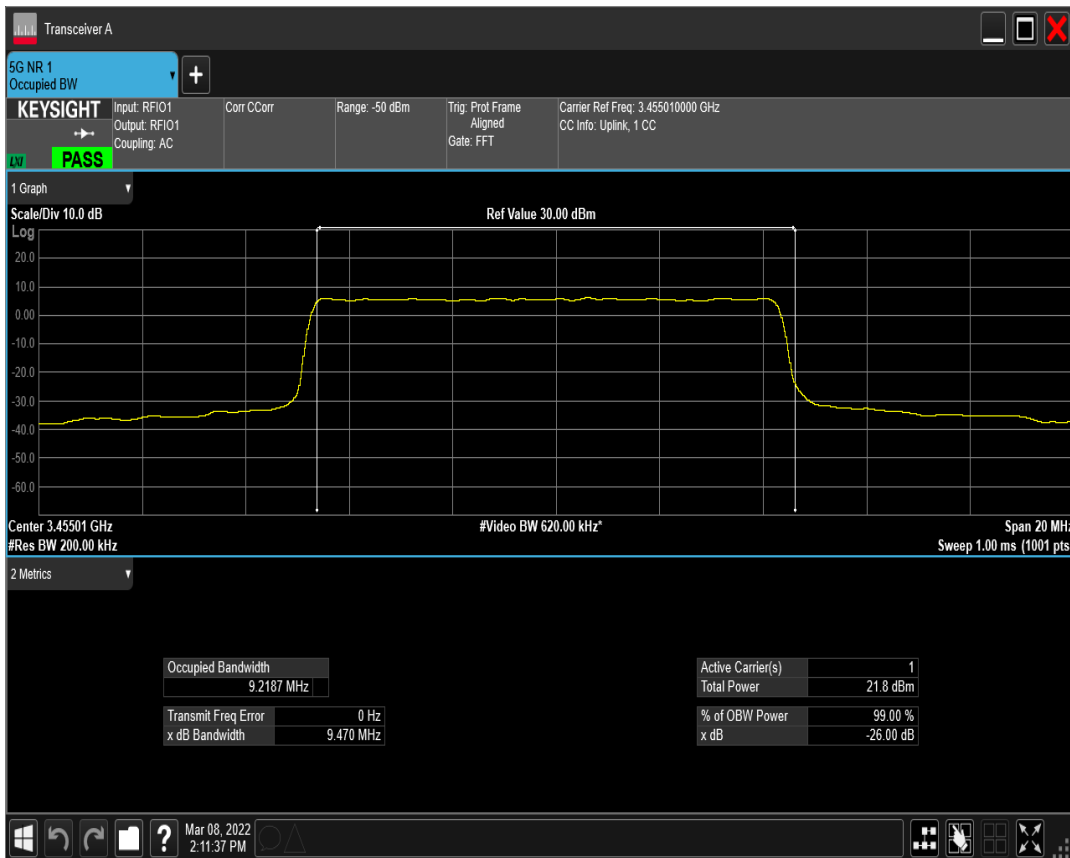 Transceiver A
5G NR 1
Occupied BW
+
KEYSIGHT
LXI
PASS
Input: RFIO1
Output: RFIO1
Coupling: AC
Corr CCorr
Range: -50 dBm
Trig: Prot Frame
Aligned
Gate: FFT
Carrier Ref Freq: 3.455010000 GHz
CC Info: Uplink, 1 CC
1 Graph
Scale/Div 10.0 dB
Ref Value 30.00 dBm
Log
20.0
10.0
0.00
-10.0
-20.0
-30.0
-40.0
-50.0
-60.0
Center 3.45501 GHz
#Video BW 620.00 kHz*
Span 20 MHz
#Res BW 200.00 kHz
Sweep 1.00 ms (1001 pts
2 Metrics
Occupied Bandwidth
9.2187 MHz
Transmit Freq Error 0 Hz
x dB Bandwidth 9.470 MHz
Active Carrier(s) 1
Total Power 21.8 dBm
% of OBW Power 99.00 %
x dB -26.00 dB
?
Mar 08, 2022
2:11:37 PM